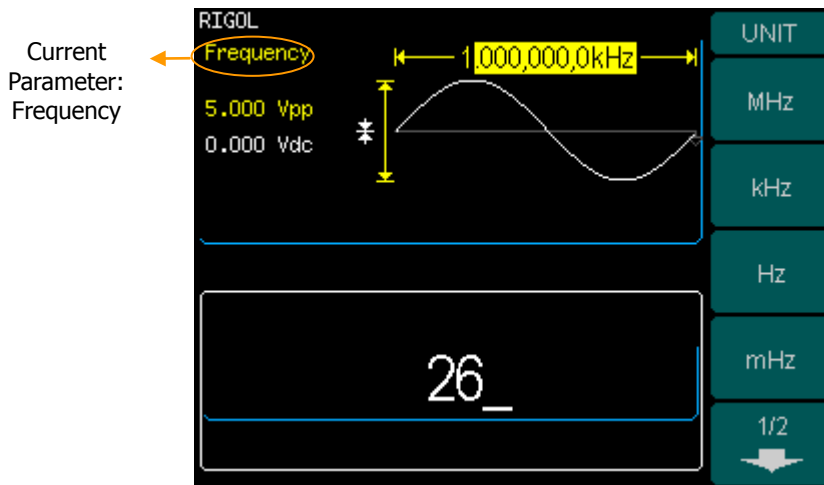 Current
Parameter:
Frequency
RIGOL
Frequency
1,000,000,0kHz
5.000 Vpp
0.000 Vdc
26_
UNIT
MHz
kHz
Hz
mHz
1/2